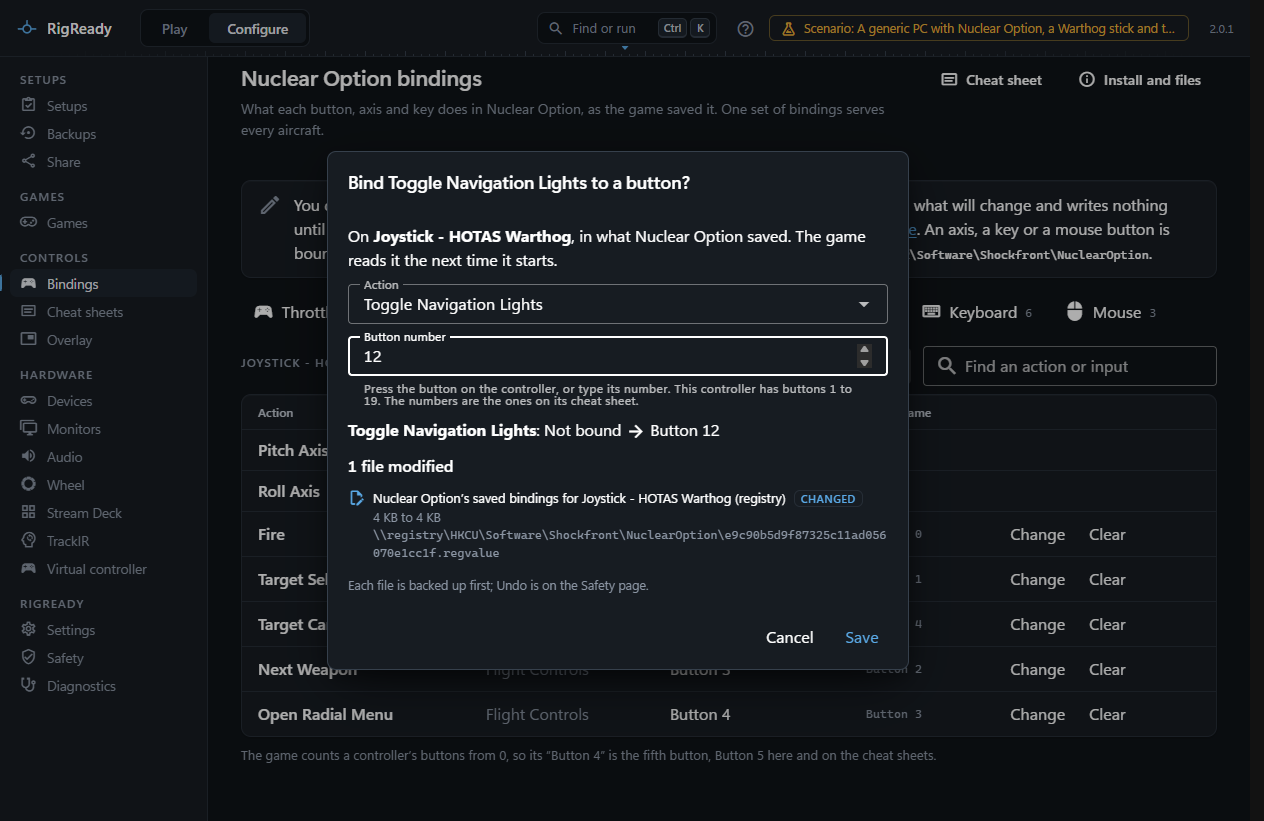 RigReady
Play
Configure
Find or run
Ctrl
K
Scenario: A generic PC with Nuclear Option, a Warthog stick and t...
2.0.1
SETUPS
Setups
Backups
Share
GAMES
Games
CONTROLS
Bindings
Cheat sheets
Overlay
HARDWARE
Devices
Monitors
Audio
Wheel
Stream Deck
TrackIR
Virtual controller
RIGREADY
Settings
Safety
Diagnostics
Nuclear Option bindings
Cheat sheet
Install and files
What each button, axis and key does in Nuclear Option, as the game saved it. One set of bindings serves
every aircraft.
You
what will change and writes nothing
until
An axis, a key or a mouse button is
\Software\Shockfront\NuclearOption.
Keyboard 6
Mouse 3
JOYSTICK - HO
Find an action or input
Action
Pitch Axis
Roll Axis
Fire
0
Change
Clear
Target Sel
1
Change
Clear
Target Ca
4
Change
Clear
Next Weapon
Flight Controls
Button 3
Button 2
Change
Clear
Open Radial Menu
Flight Controls
Button 4
Button 3
Change
Clear
The game counts a controller's buttons from 0, so its "Button 4" is the fifth button, Button 5 here and on the cheat sheets.
Bind Toggle Navigation Lights to a button?
On Joystick - HOTAS Warthog, in what Nuclear Option saved. The game
reads it the next time it starts.
Action
Toggle Navigation Lights
Button number
12
Press the button on the controller, or type its number. This controller has buttons 1 to
19. The numbers are the ones on its cheat sheet.
Toggle Navigation Lights: Not bound → Button 12
1 file modified
Nuclear Option's saved bindings for Joystick - HOTAS Warthog (registry)
CHANGED
4 KB to 4 KB
\\registry\HKCU\Software\Shockfront\NuclearOption\e9c90b5d9f87325c11ad056
070e1cc1f.regvalue
Each file is backed up first; Undo is on the Safety page.
Cancel
Save